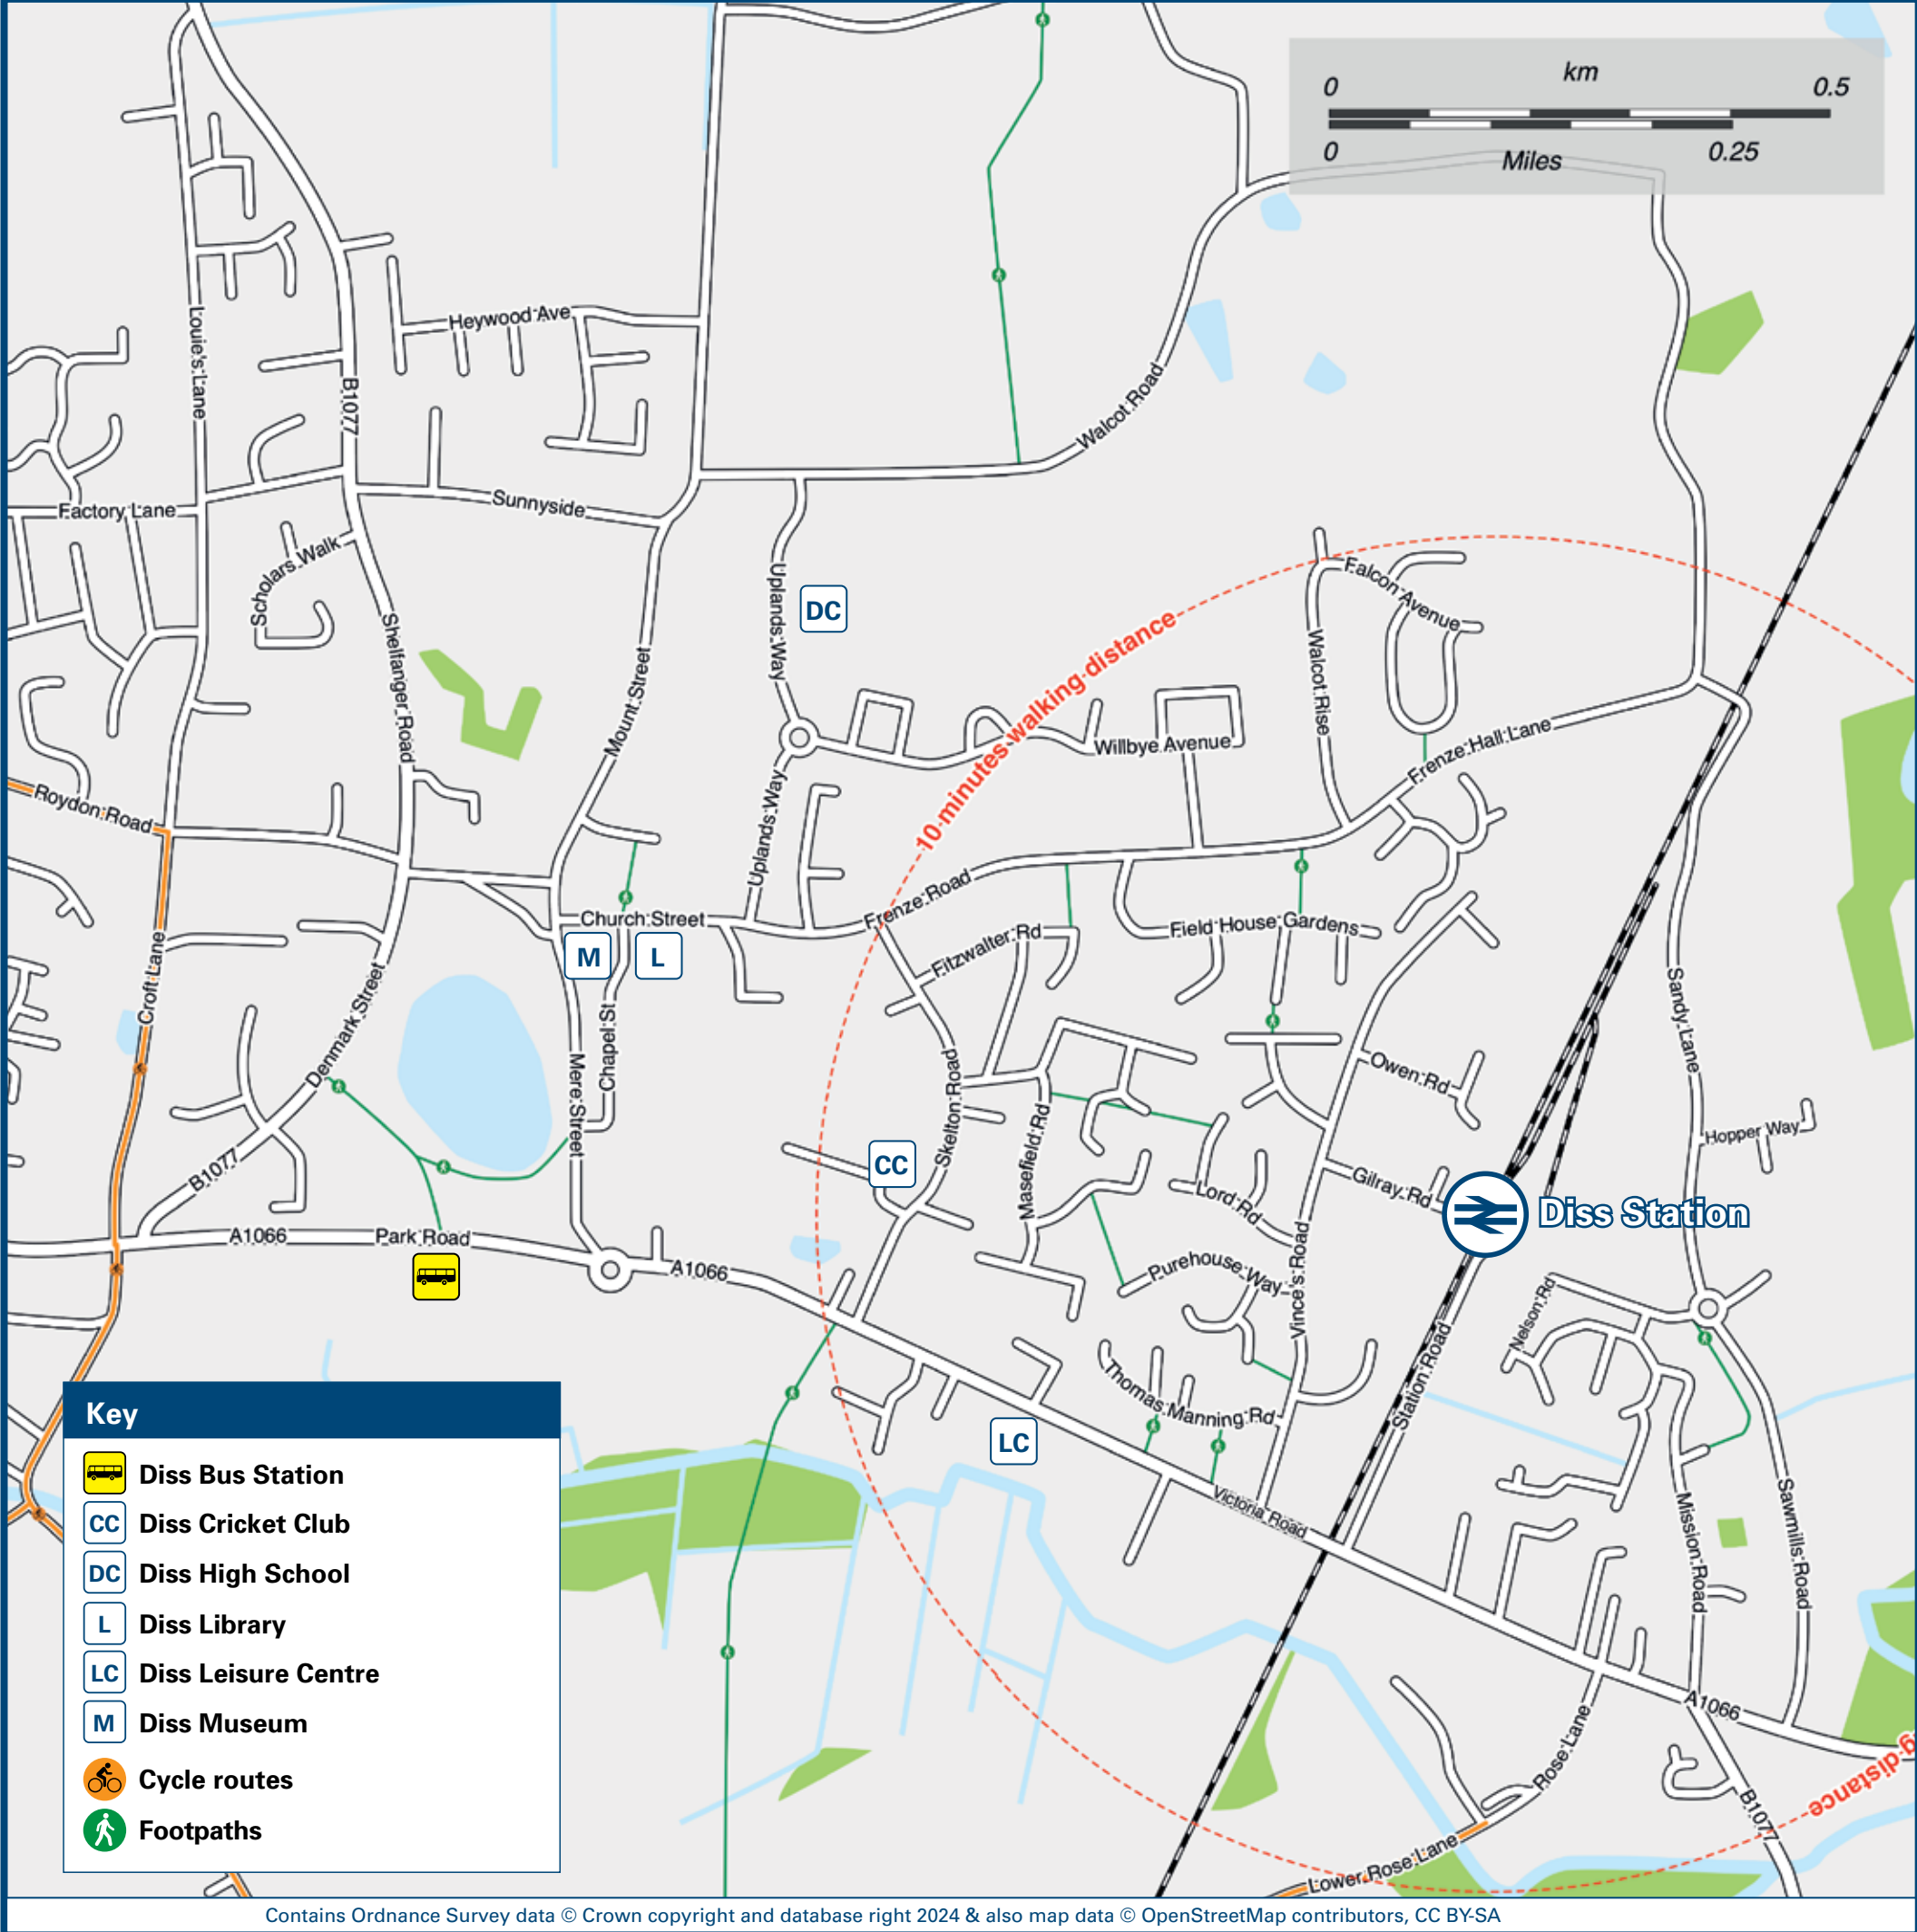 km
0 0.5
0 0.25
Miles
Louie's Lane
Heywood Ave
B1077
Walcot Road
Factory Lane
Sunnyside
Scholars Walk
Shelfanger Road
Uplands Way
DC
Mount Street
10 minutes walking distance
Falcon Avenue
Walcot Rise
Willbye Avenue
Frenze Hall Lane
Roydon Road
Uplands Way
Frenze Road
Church Street
M
L
Field House Gardens
Fitzwalter Rd
Croft Lane
Denmark Street
Chapel St
Mere Street
Sandy Lane
Skelton Road
Masefield Rd
Owen Rd
Hopper Way
CC
B1077
Gilray Rd
Lord Rd
Diss Station
A1066
Park Road
A1066
Purehouse Way
Vince's Road
Nelson Rd
Station Road
Thomas Manning Rd
LC
Victoria Road
Mission Road
Sawmills Road
A1066
Rose Lane
B1077
Lower Rose Lane
g distance
Key
Diss Bus Station
CC Diss Cricket Club
DC Diss High School
L Diss Library
LC Diss Leisure Centre
M Diss Museum
Cycle routes
Footpaths
Contains Ordnance Survey data © Crown copyright and database right 2024 & also map data © OpenStreetMap contributors, CC BY-SA